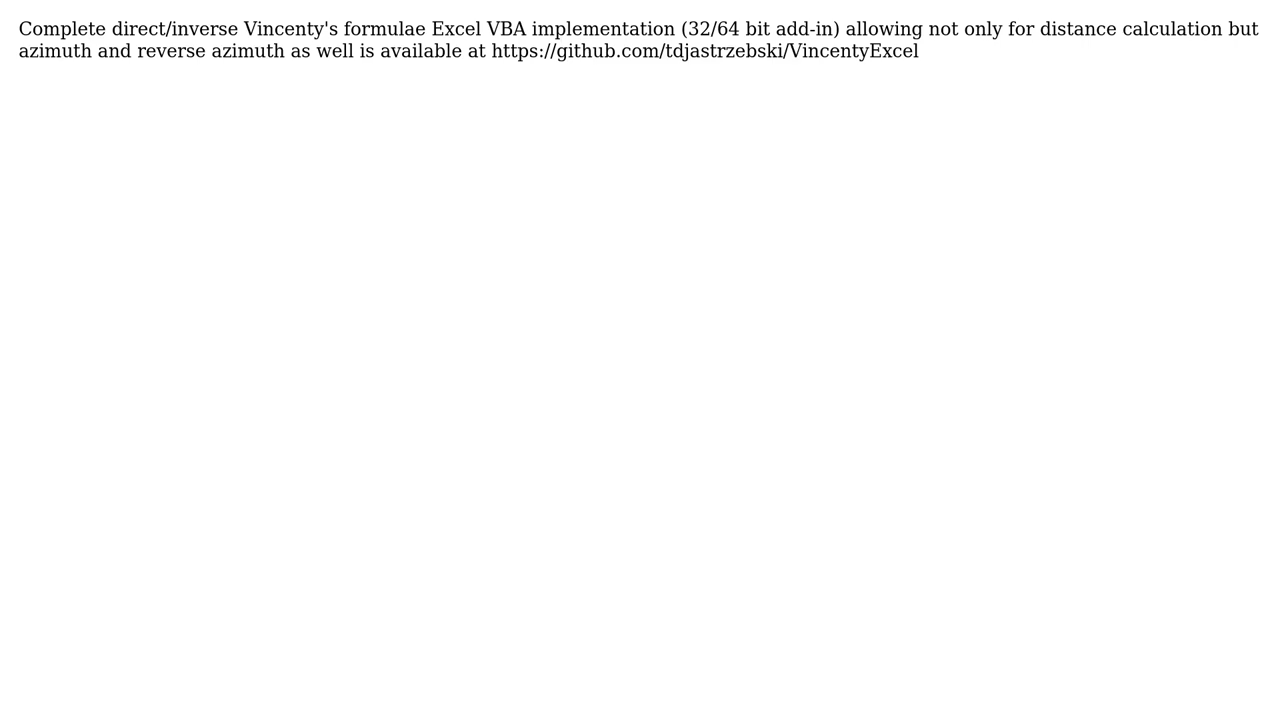 Complete direct/inverse Vincenty's formulae Excel VBA implementation (32/64 bit add-in) allowing not only for distance calculation but
azimuth and reverse azimuth as well is available at https://github.com/tdjastrzebski/VincentyExcel